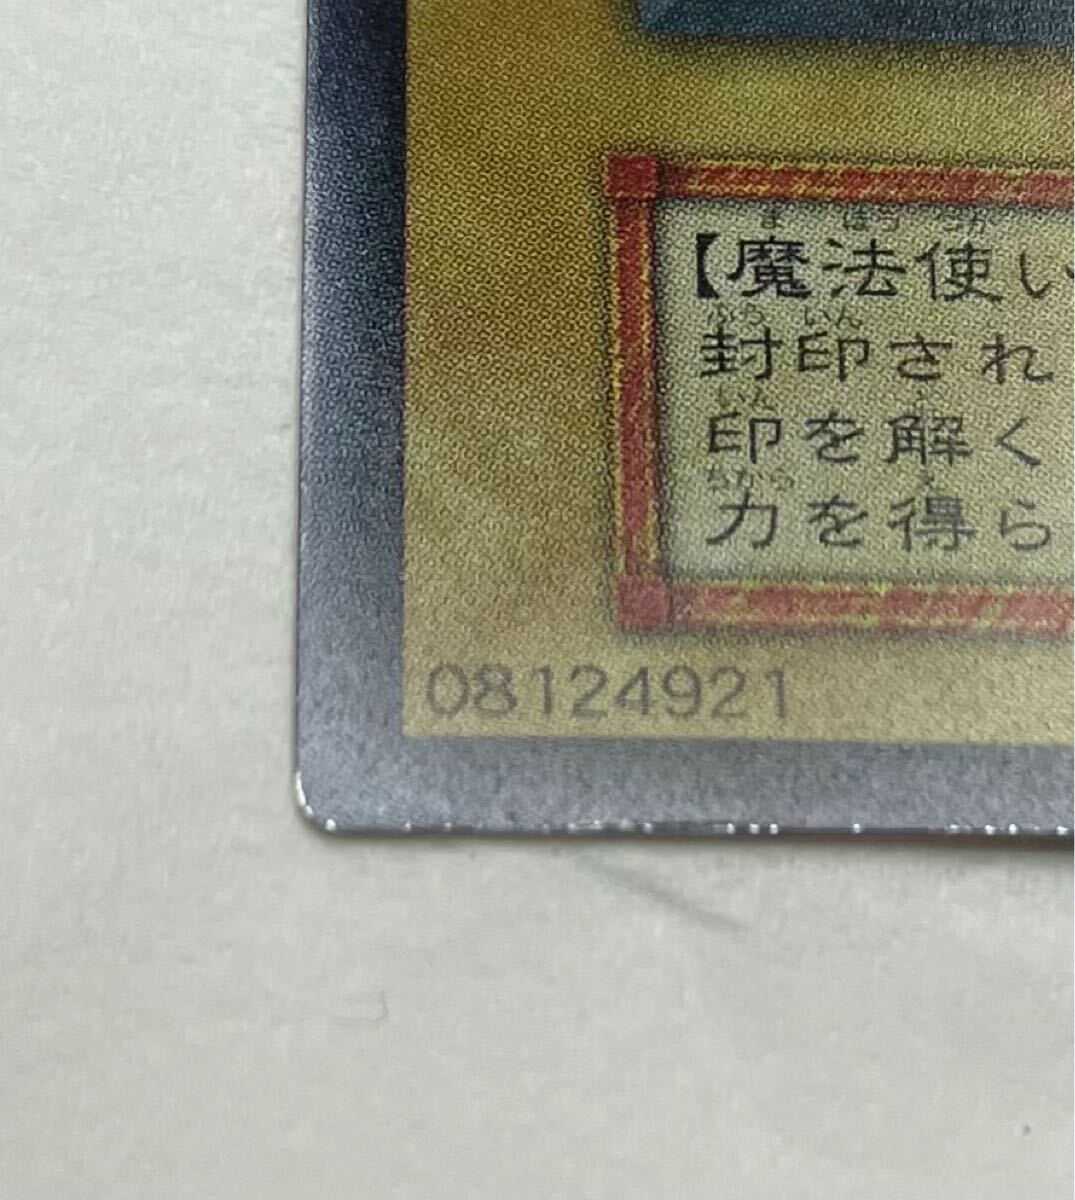 【魔法使い
封印され
印を解く
力を得ら
08124921